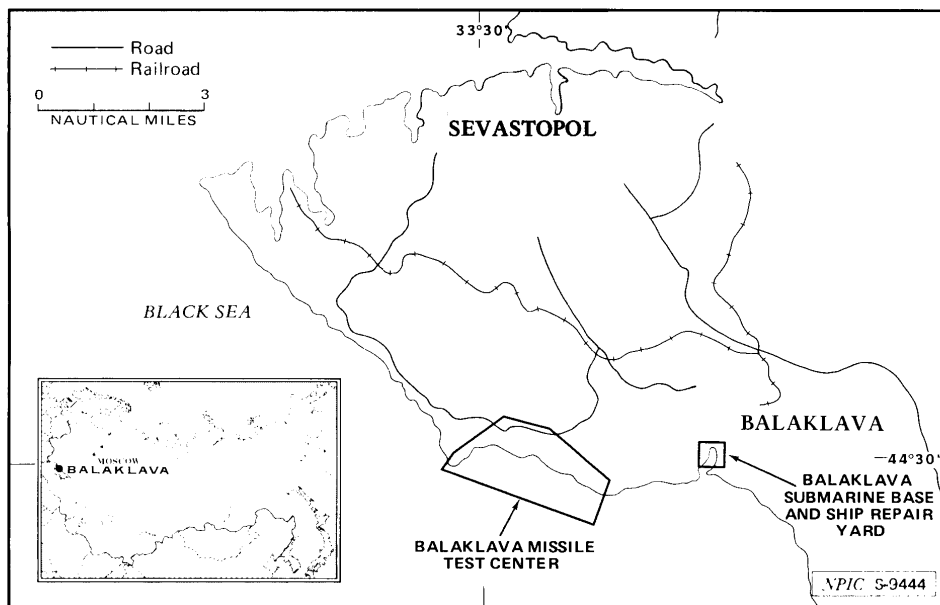 33°30'
Road
Railroad
0 3
NAUTICAL MILES
SEVASTOPOL
BLACK SEA
MOSCOW
BALAKLAVA
BALAKLAVA
44°30'
BALAKLAVA
SUBMARINE BASE
AND SHIP REPAIR
YARD
BALAKLAVA MISSILE
TEST CENTER
NPIC S-9444